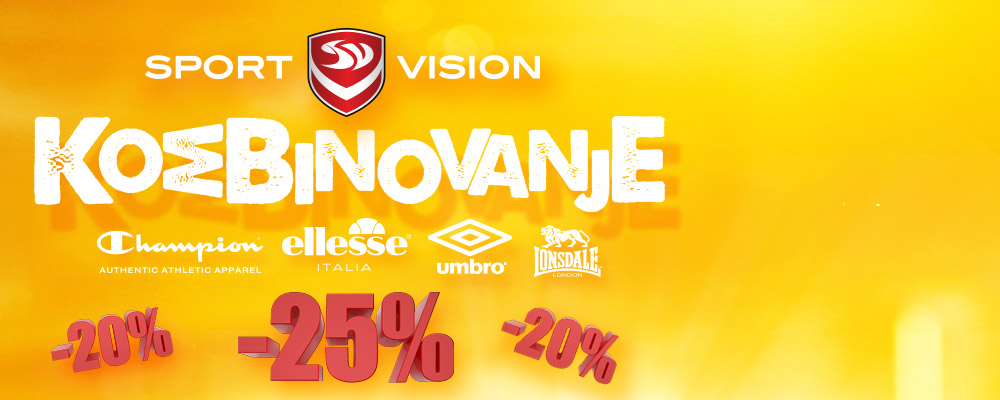 SPORT VISION
KOMBINOVANJE
Champion ellesse® umbro® LONSDALE
AUTHENTIC ATHLETIC APPAREL ITALIA LONDON
-20% -25% -20%